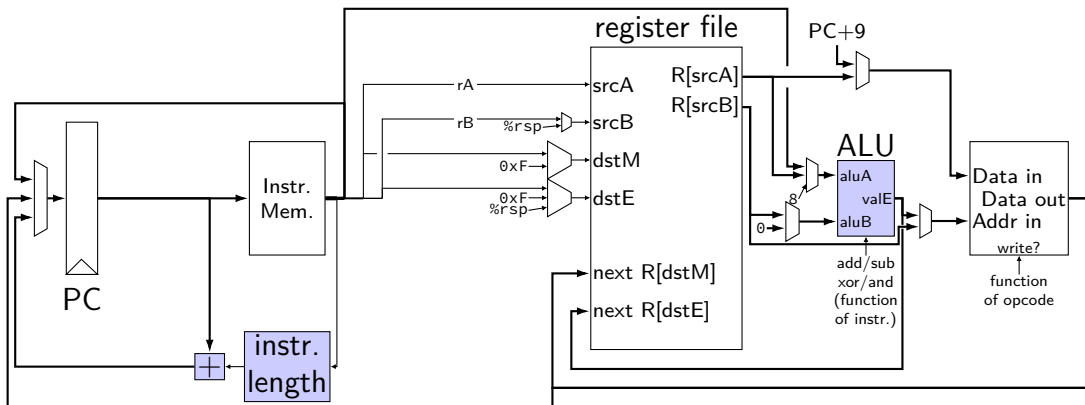 register file
PC+9
R[srcA]
R[srcB]
rA
srcA
rB
%rsp
srcB
ALU
dstM
0xF
aluA
Instr.
Mem.
Data in
Data out
Addr in
dstE
0xF
%rsp
8
valE
aluB
0
write?
PC
next R[dstM]
add/sub
xor/and
(function
of instr.)
function
of opcode
next R[dstE]
+
instr.
length